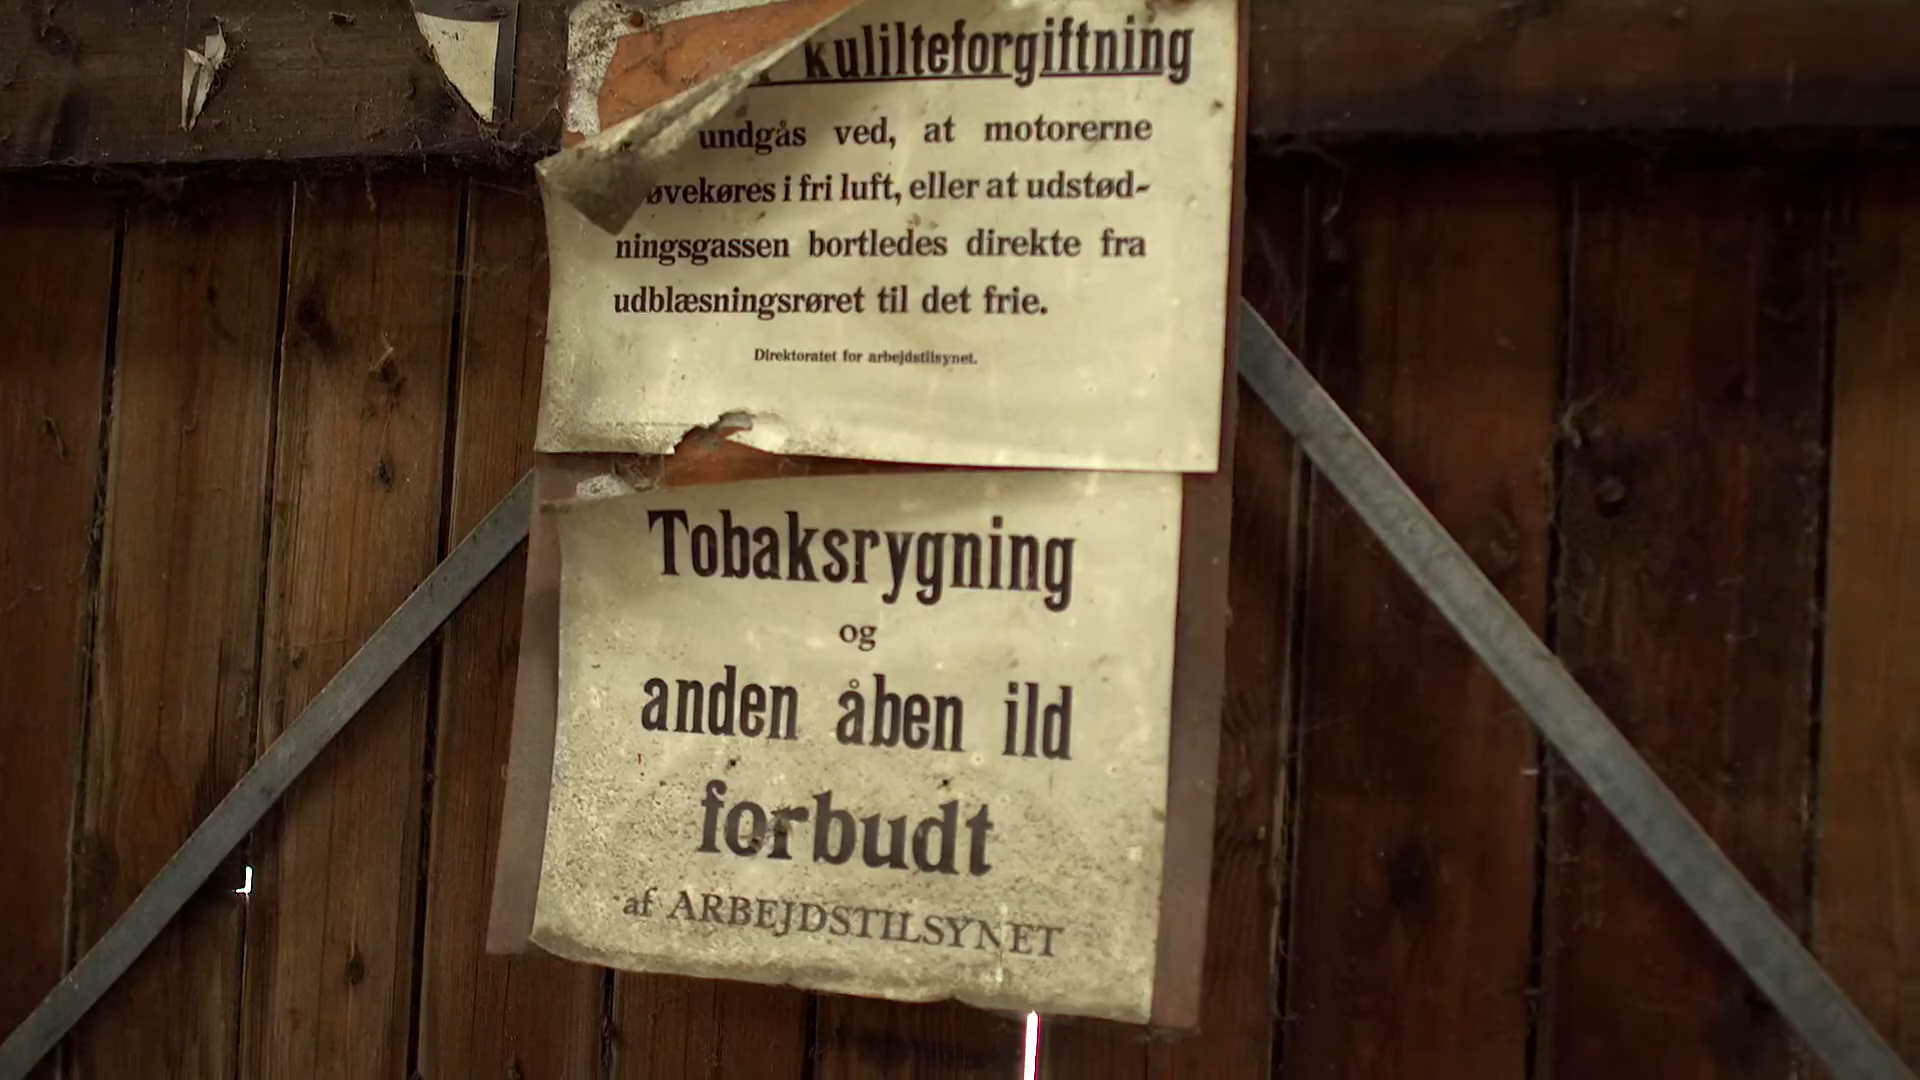 kulilteforgiftning
undgås ved, at motorerne
øvekøres i fri luft, eller at udstød-
ningsgassen bortledes direkte fra
udblæsningsrøret til det frie.
Direktoratet for arbejdstilsynet.
Tobaksrygning
og
anden åben ild
forbudt
af ARBEJDSTILSYNET